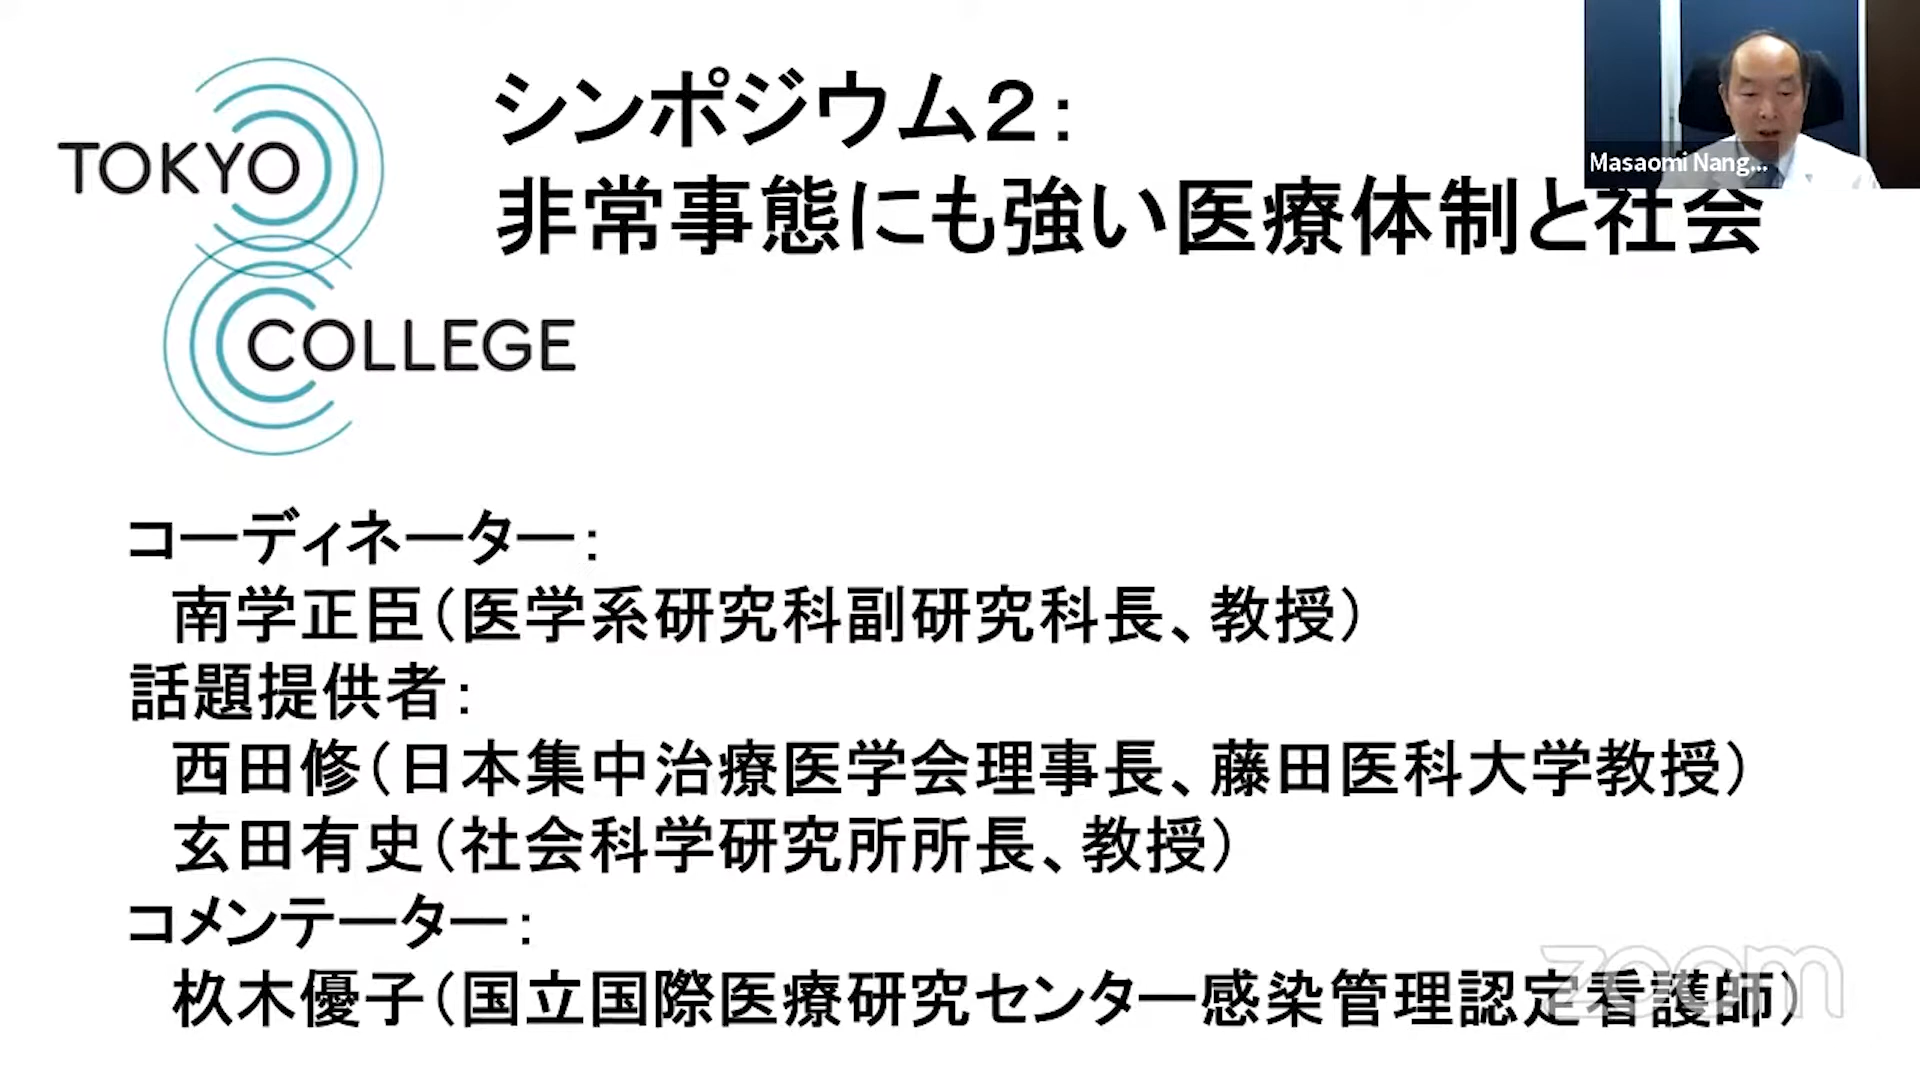 TOKYO
COLLEGE
シンポジウム2：
非常事態にも強い医療体制と社会
Masaomi Nang...
コーディネーター：
南学正臣（医学系研究科副研究科長、教授）
話題提供者：
西田修（日本集中治療医学会理事長、藤田医科大学教授）
玄田有史（社会科学研究所所長、教授）
コメンテーター：
杦木優子（国立国際医療研究センター感染管理認定看護師）
zoom